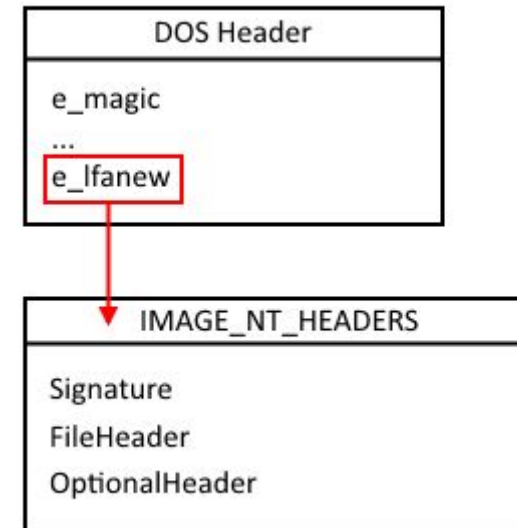 DOS Header
e_magic
...
e_lfanew
IMAGE_NT_HEADERS
Signature
FileHeader
OptionalHeader